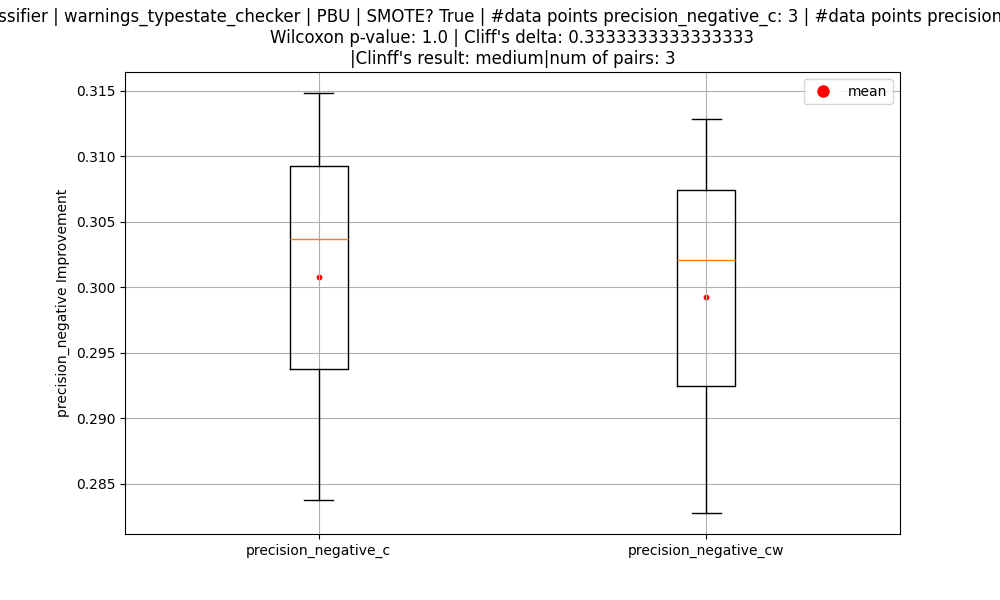 ssifier | warnings_typestate_checker | PBU | SMOTE? True | #data points precision_negative_c: 3 | #data points precision
Wilcoxon p-value: 1.0 | Cliff's delta: 0.3333333333333333
|Clinff's result: medium|num of pairs: 3
mean
precision_negative Improvement
0.315
0.310
0.305
0.300
0.295
0.290
0.285
precision_negative_c
precision_negative_cw